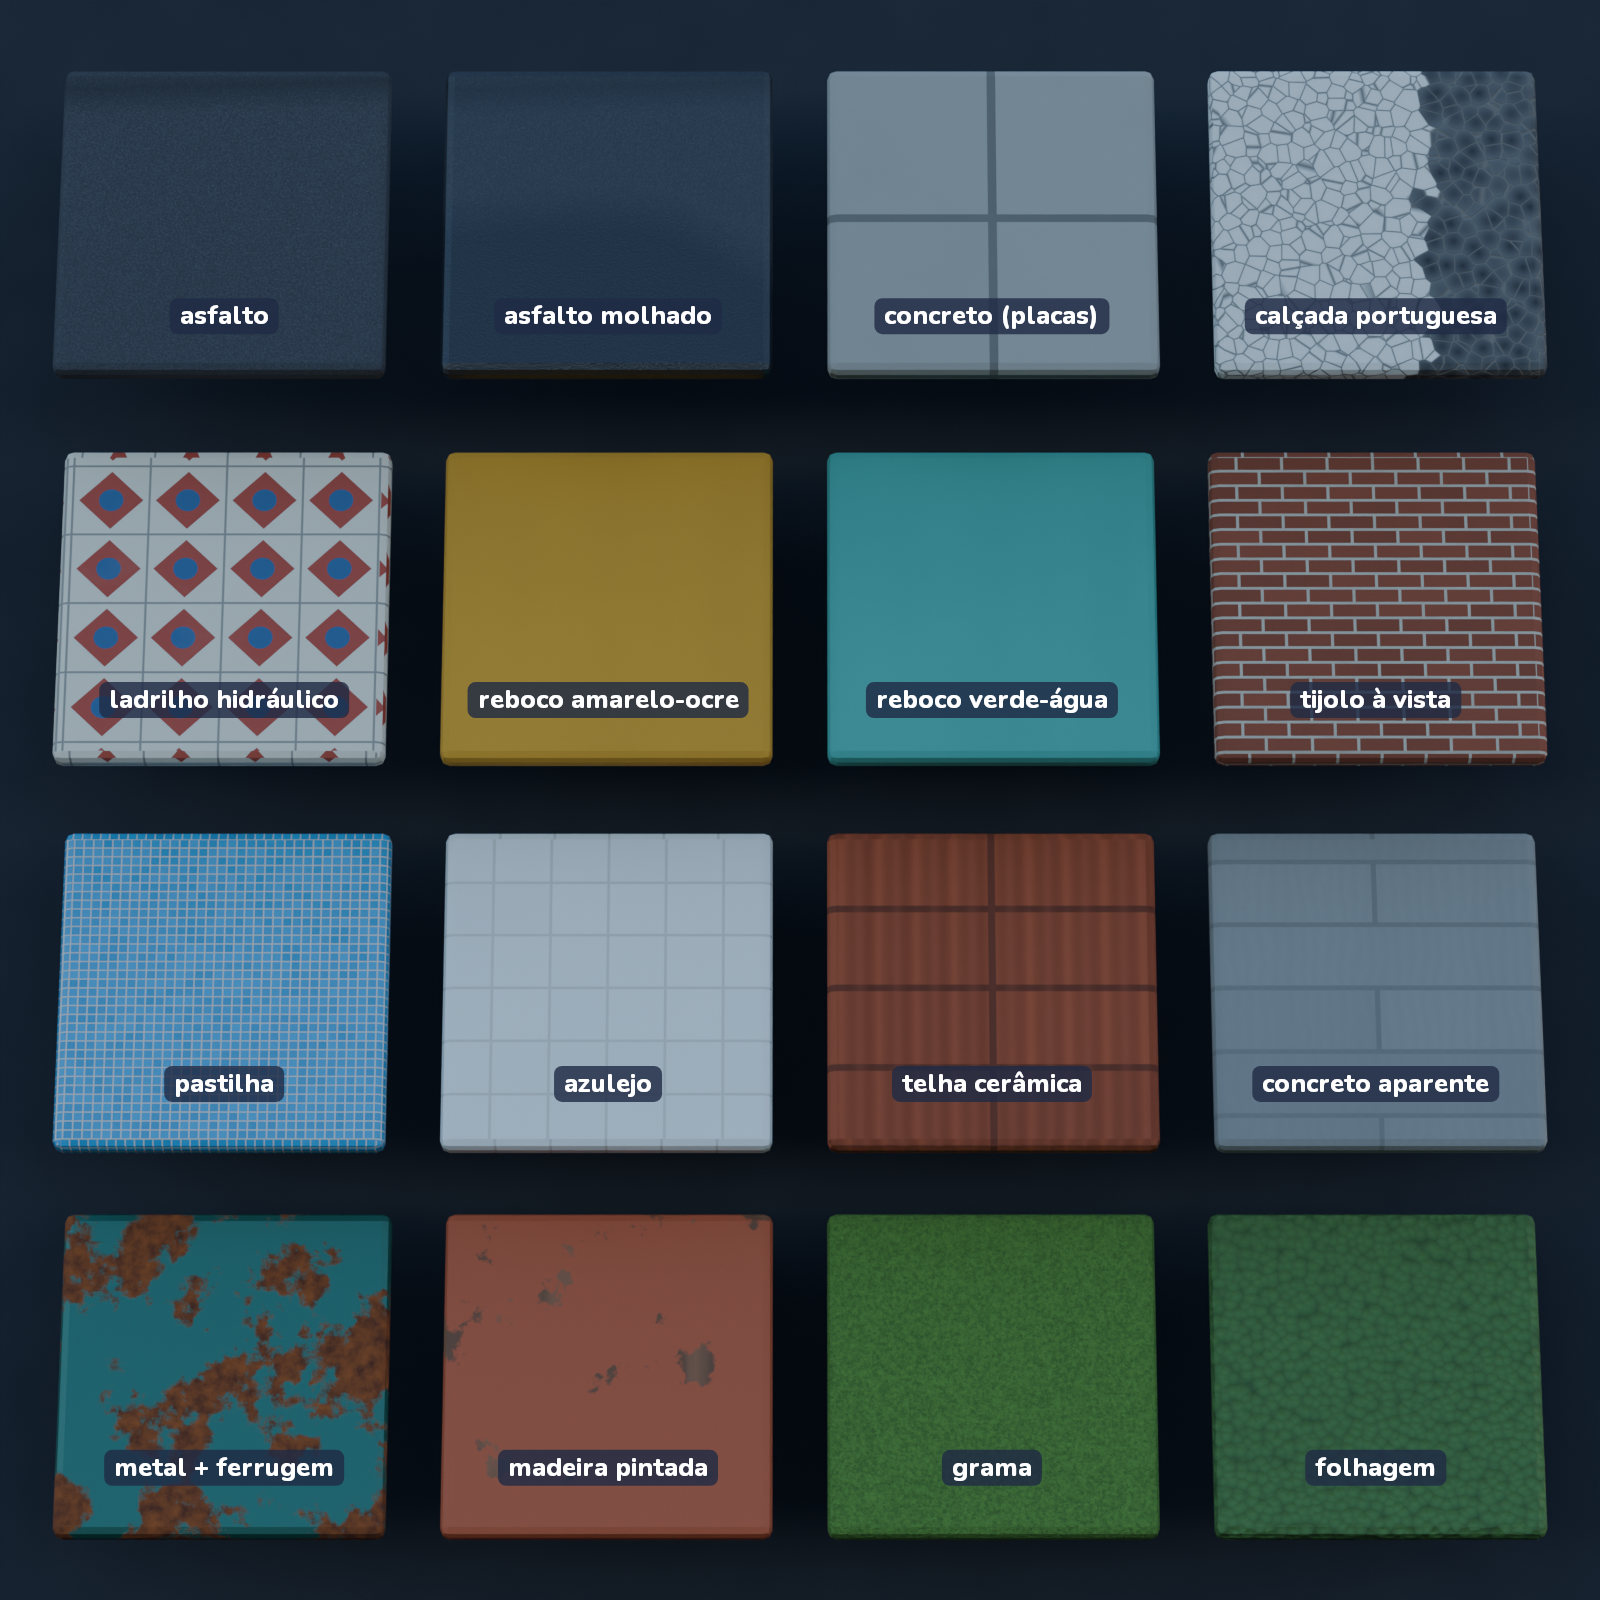 asfalto
asfalto molhado
concreto (placas)
calçada portuguesa
ladrilho hidráulico
reboco amarelo-ocre
reboco verde-água
tijolo à vista
pastilha
azulejo
telha cerâmica
concreto aparente
metal + ferrugem
madeira pintada
grama
folhagem